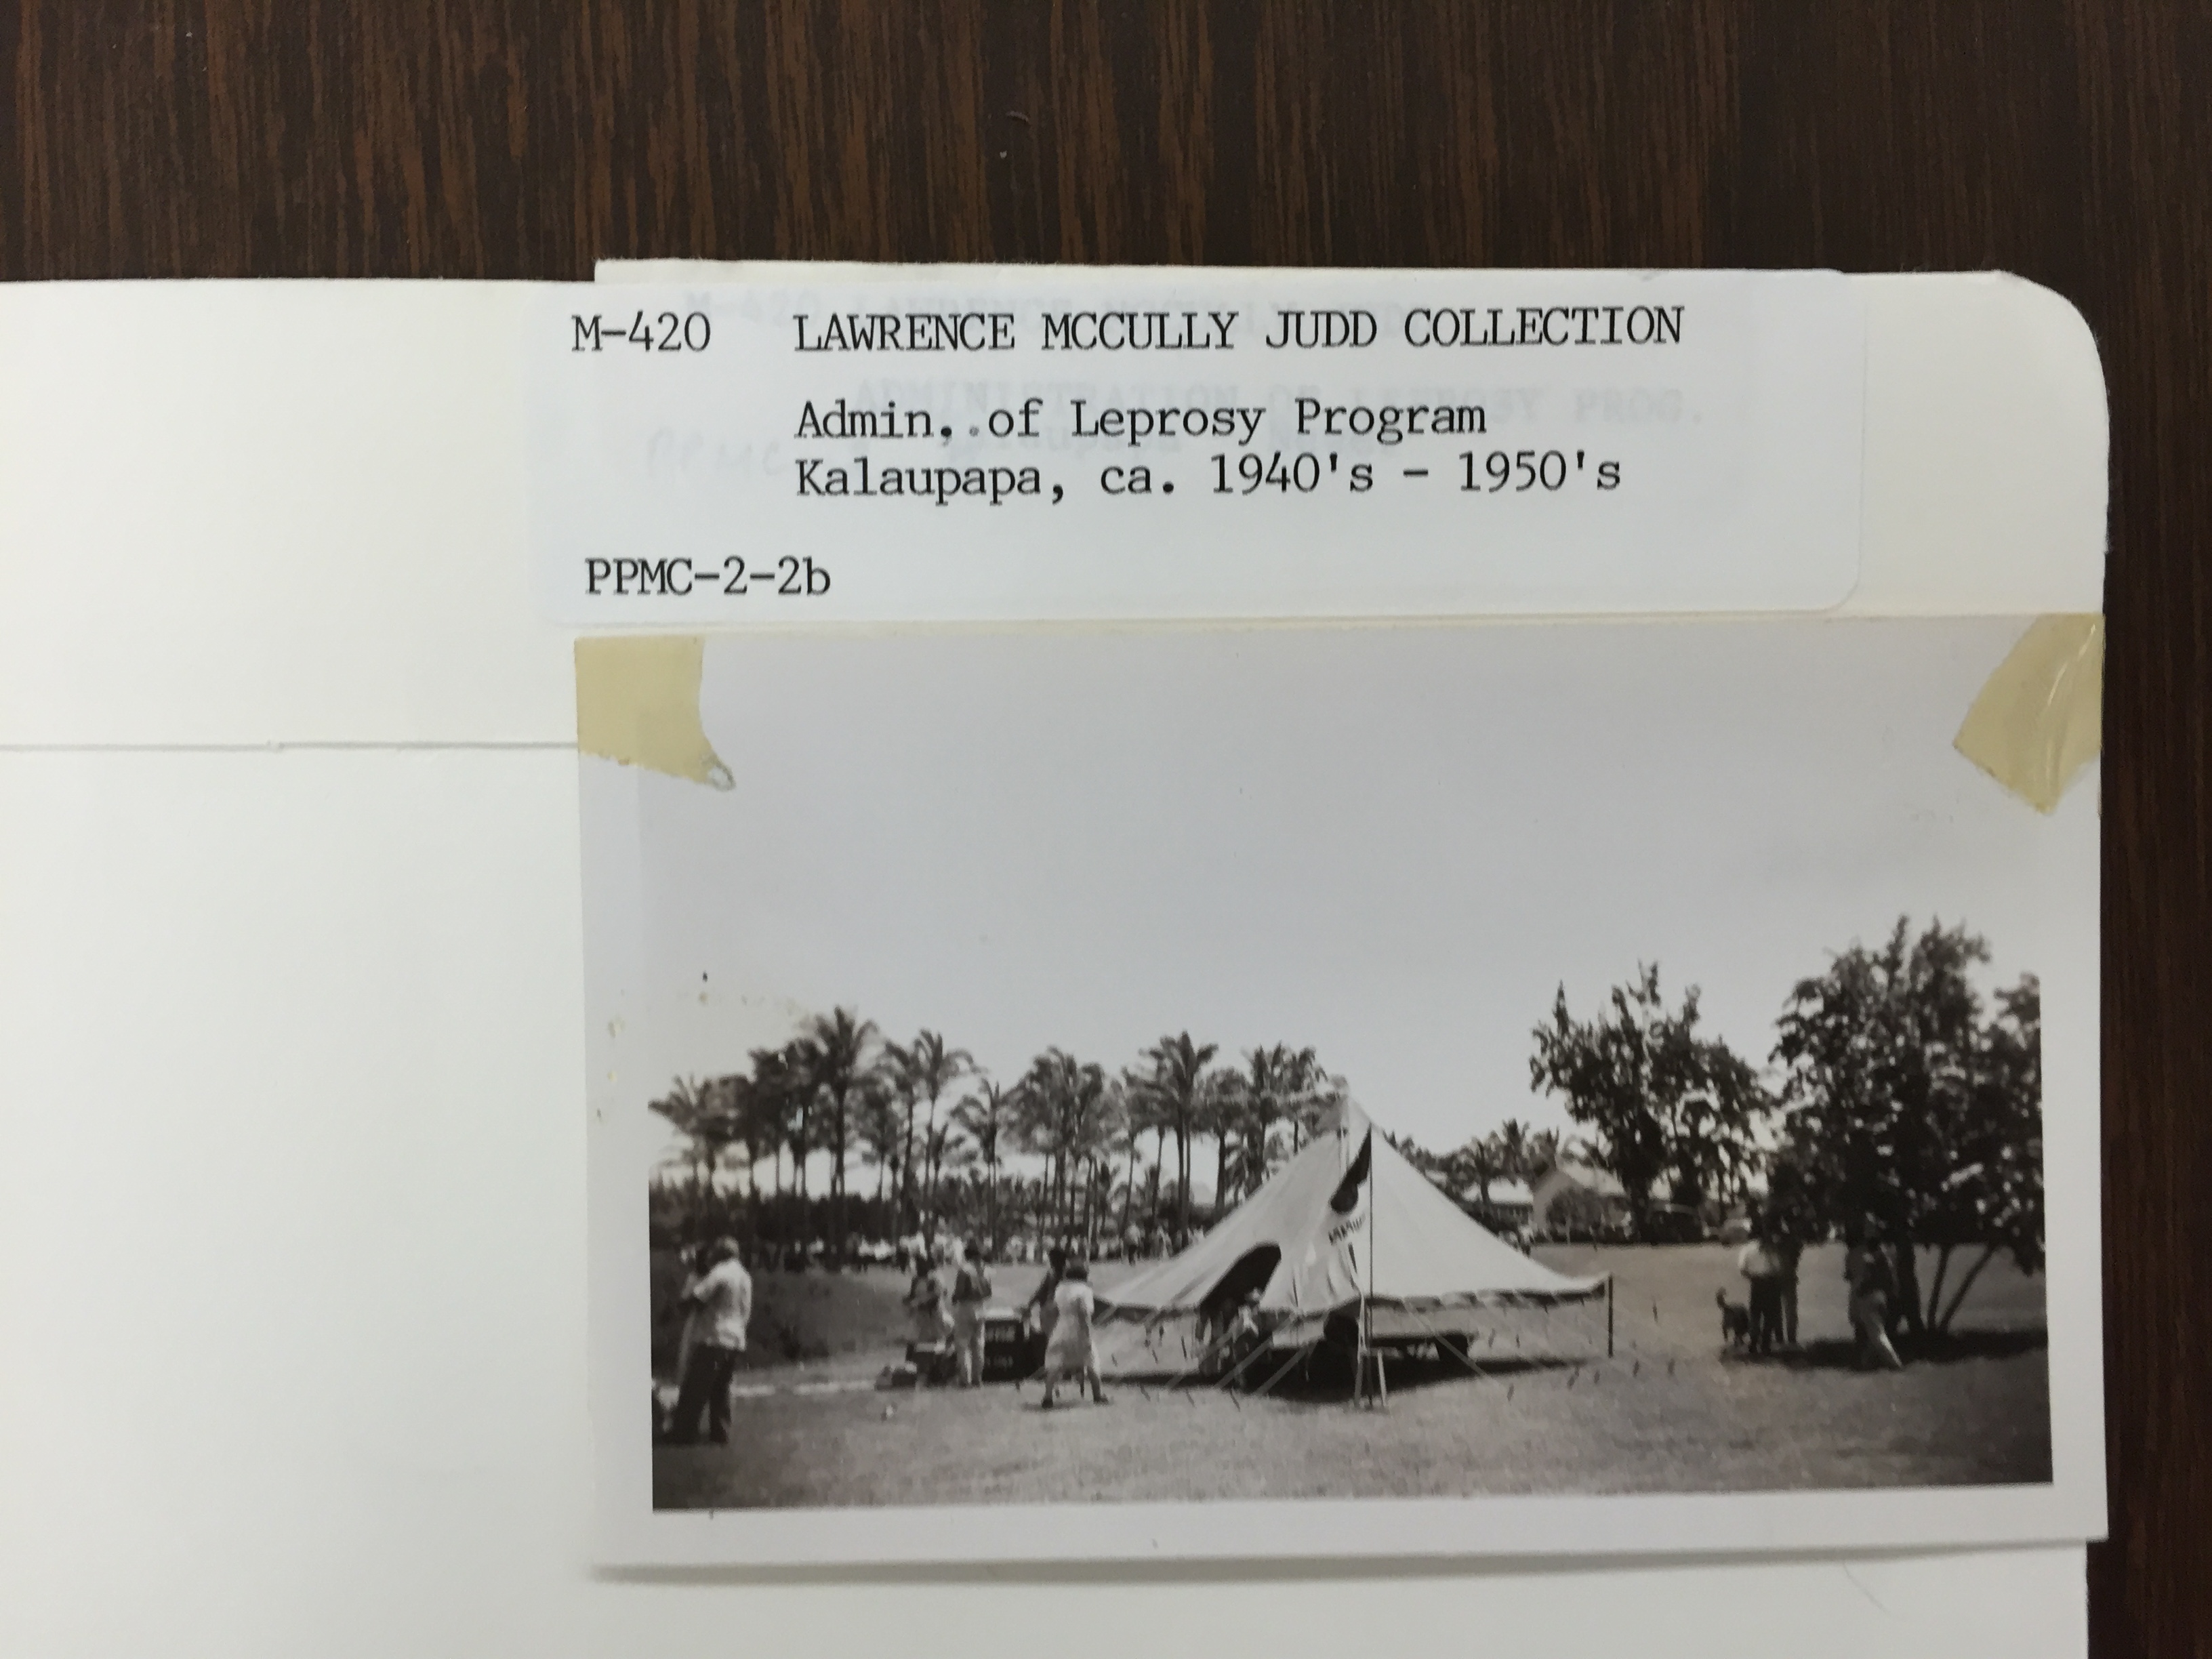 M-420 LAWRENCE MCCULLY JUDD COLLECTION
Admin, .of Leprosy Program
Kalaupapa, ca. 1940's - 1950's
PPMC-2-2b